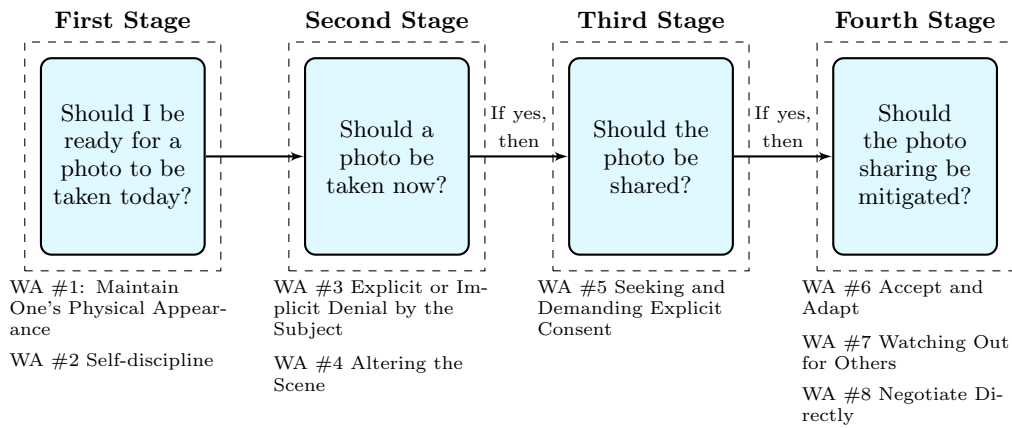 First Stage
Should I be
ready for a
photo to be
taken today?
WA #1: Maintain
One's Physical Appear-
ance
WA #2 Self-discipline
Second Stage
Should a
photo be
taken now?
WA #3 Explicit or Im-
plicit Denial by the
Subject
WA #4 Altering the
Scene
If yes,
then
Third Stage
Should the
photo be
shared?
WA #5 Seeking and
Demanding Explicit
Consent
If yes,
then
Fourth Stage
Should
the photo
sharing be
mitigated?
WA #6 Accept and
Adapt
WA #7 Watching Out
for Others
WA #8 Negotiate Di-
rectly